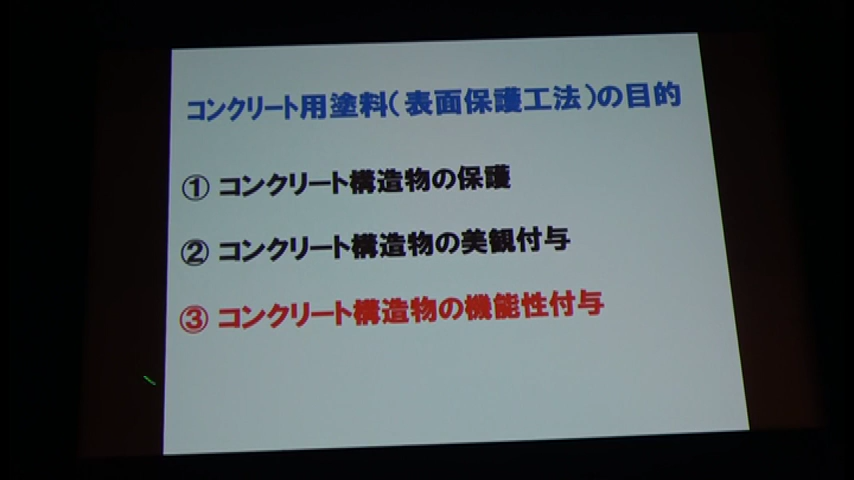 コンクリート用塗料(表面保護工法)の目的
① コンクリート構造物の保護
② コンクリート構造物の美観付与
③ コンクリート構造物の機能性付与